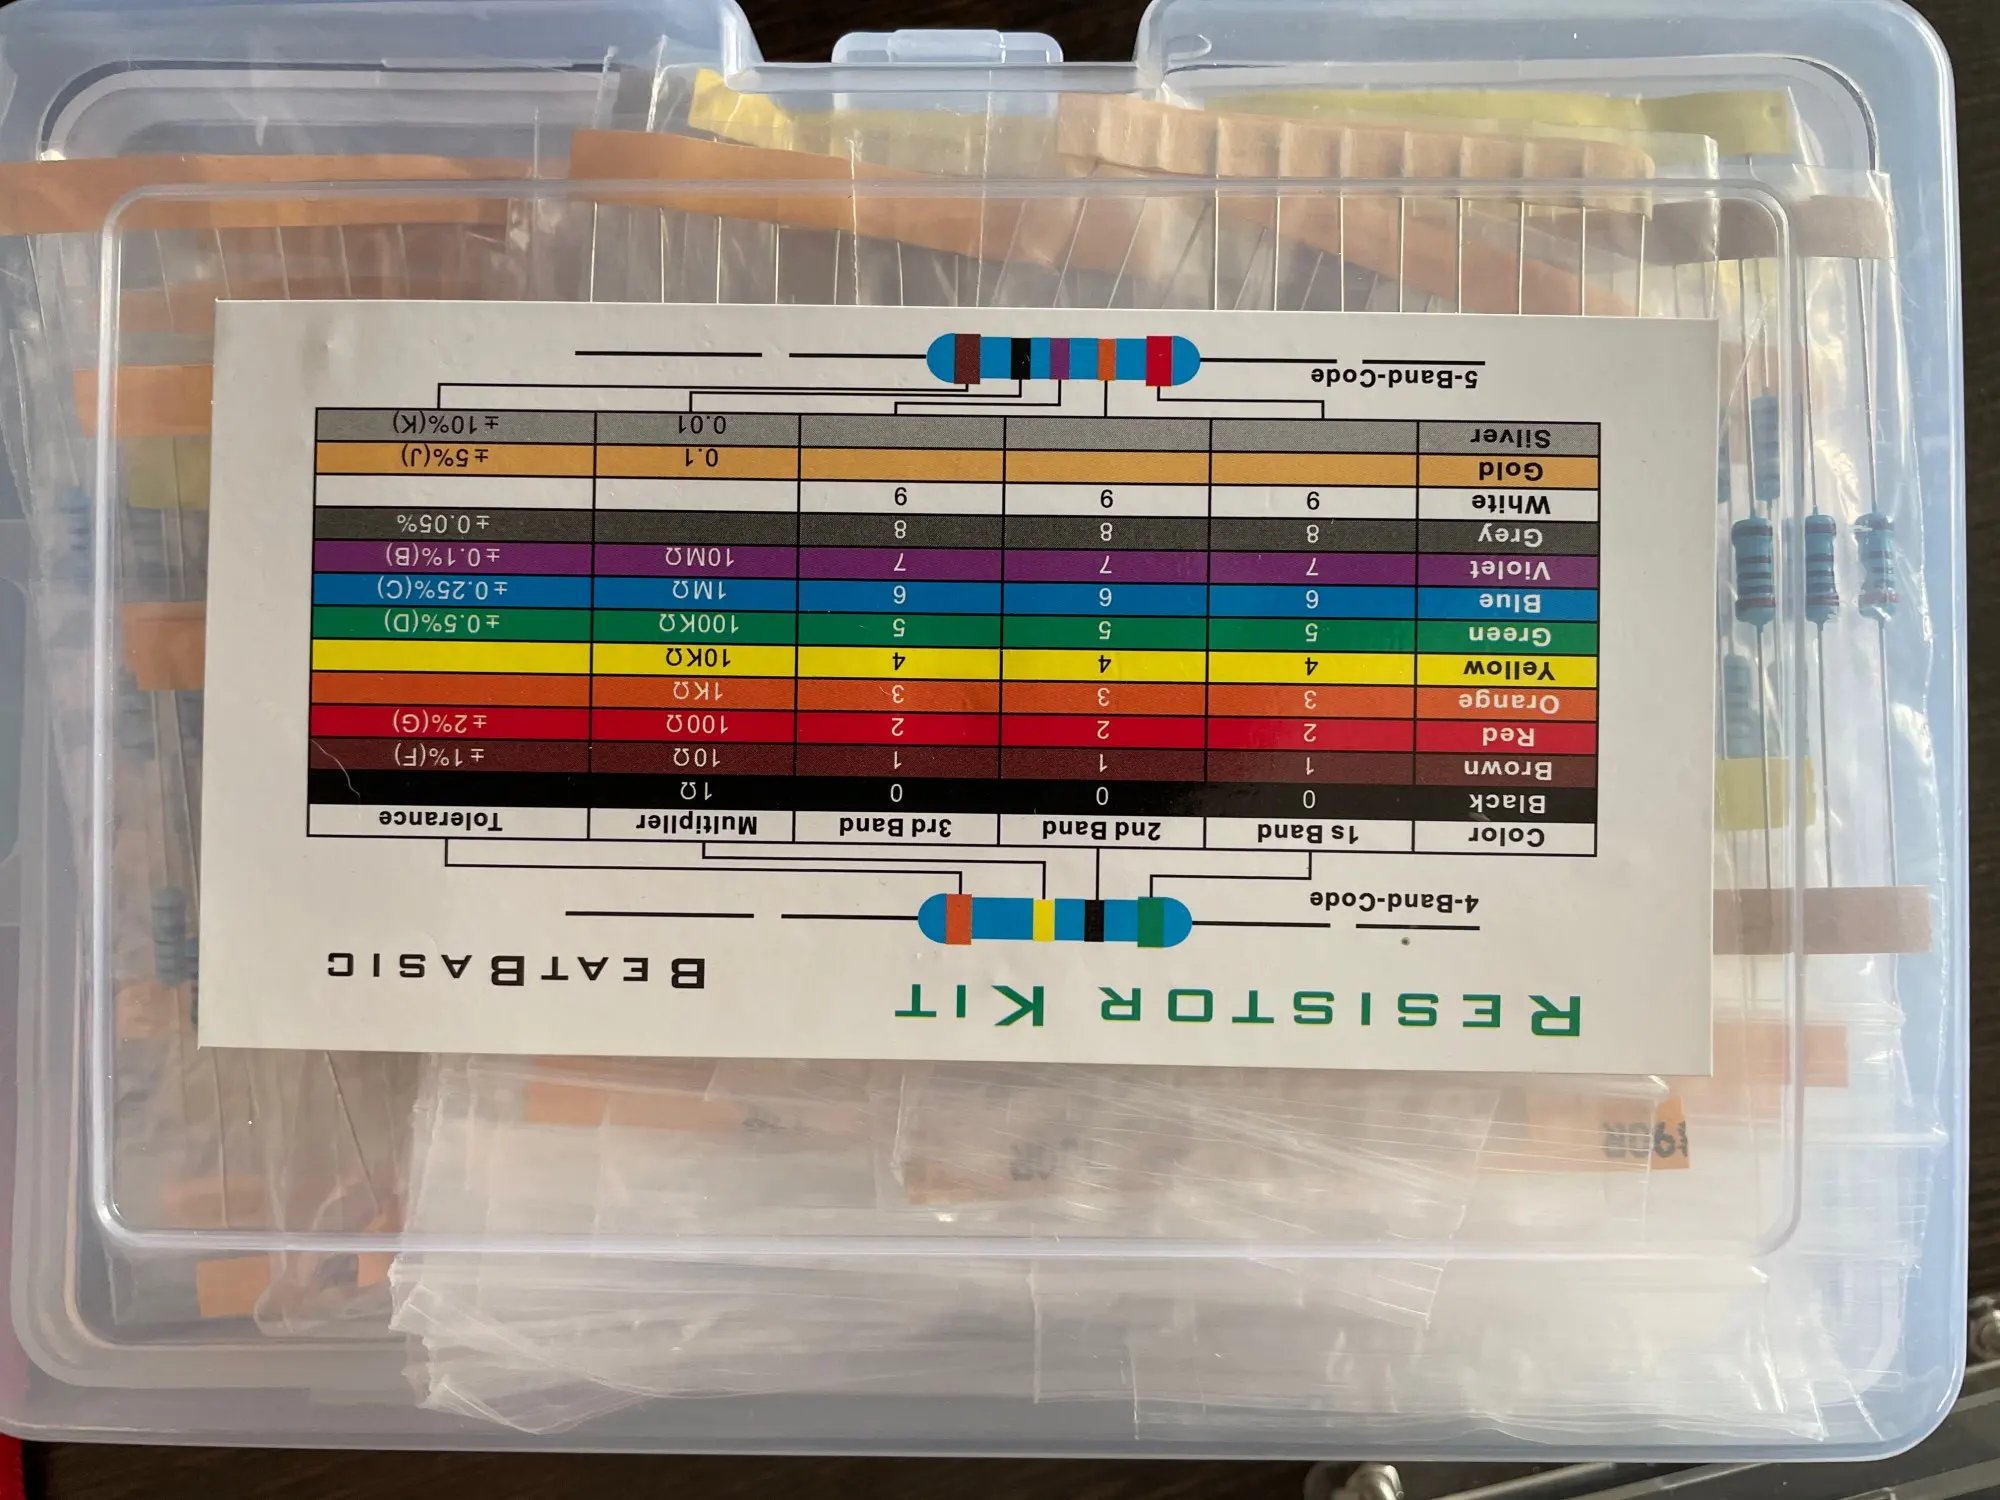 RESISTOR KIT BEATBASIC
4-Band-Code
Color 1s Band 2nd Band 3rd Band Multiplier Tolerance
Black 0 0 0 1Ω
Brown 1 1 1 10Ω ±1%(F)
Red 2 2 2 100Ω ±2%(G)
Orange 3 3 3 1KΩ
Yellow 4 4 4 10KΩ
Green 5 5 5 100KΩ ±0.5%(D)
Blue 6 6 6 1MΩ ±0.25%(C)
Violet 7 7 7 10MΩ ±0.1%(B)
Grey 8 8 8 ±0.05%
White 9 9 9
Gold 0.1 ±5%(J)
Silver 0.01 ±10%(K)
5-Band-Code